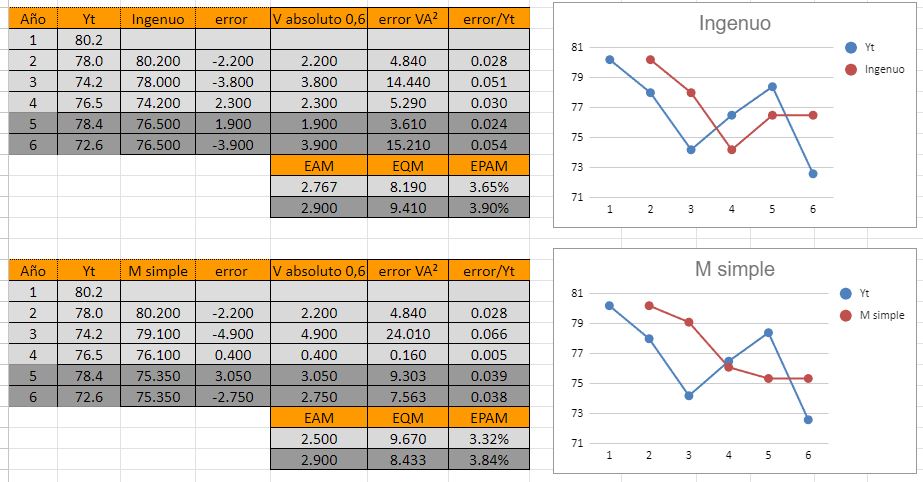 Año Yt Ingenuo error V absoluto 0,6 error VA² error/Yt
1 80.2
2 78.0 80.200 -2.200 2.200 4.840 0.028
3 74.2 78.000 -3.800 3.800 14.440 0.051
4 76.5 74.200 2.300 2.300 5.290 0.030
5 78.4 76.500 1.900 1.900 3.610 0.024
6 72.6 76.500 -3.900 3.900 15.210 0.054
EAM EQM EPAM
2.767 8.190 3.65%
2.900 9.410 3.90%
Ingenuo
Yt
Ingenuo
81
79
77
75
73
71
1 2 3 4 5 6
Año Yt M simple error V absoluto 0,6 error VA² error/Yt
1 80.2
2 78.0 80.200 -2.200 2.200 4.840 0.028
3 74.2 79.100 -4.900 4.900 24.010 0.066
4 76.5 76.100 0.400 0.400 0.160 0.005
5 78.4 75.350 3.050 3.050 9.303 0.039
6 72.6 75.350 -2.750 2.750 7.563 0.038
EAM EQM EPAM
2.500 9.670 3.32%
2.900 8.433 3.84%
M simple
Yt
M simple
81
79
77
75
73
71
1 2 3 4 5 6